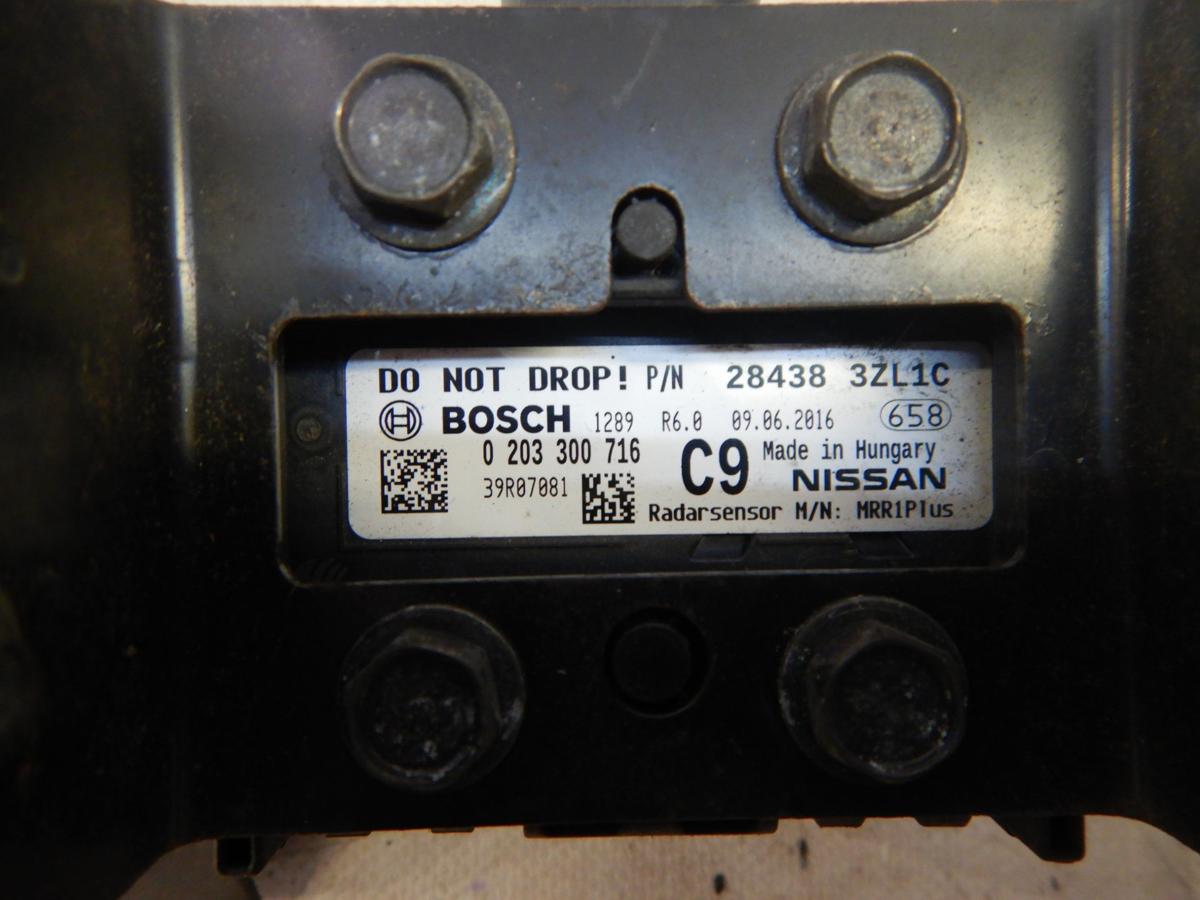 DO NOT DROP! P/N 28438 3ZL1C
BOSCH 1289 R6.0 09.06.2016 658
0 203 300 716 C9 Made in Hungary
39R07081 NISSAN
Radarsensor M/N: MRR1Plus